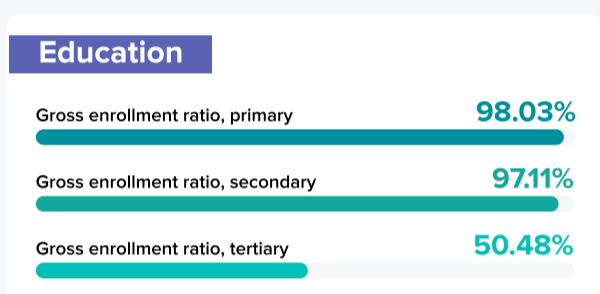 Education
Gross enrollment ratio, primary 98.03%
Gross enrollment ratio, secondary 97.11%
Gross enrollment ratio, tertiary 50.48%